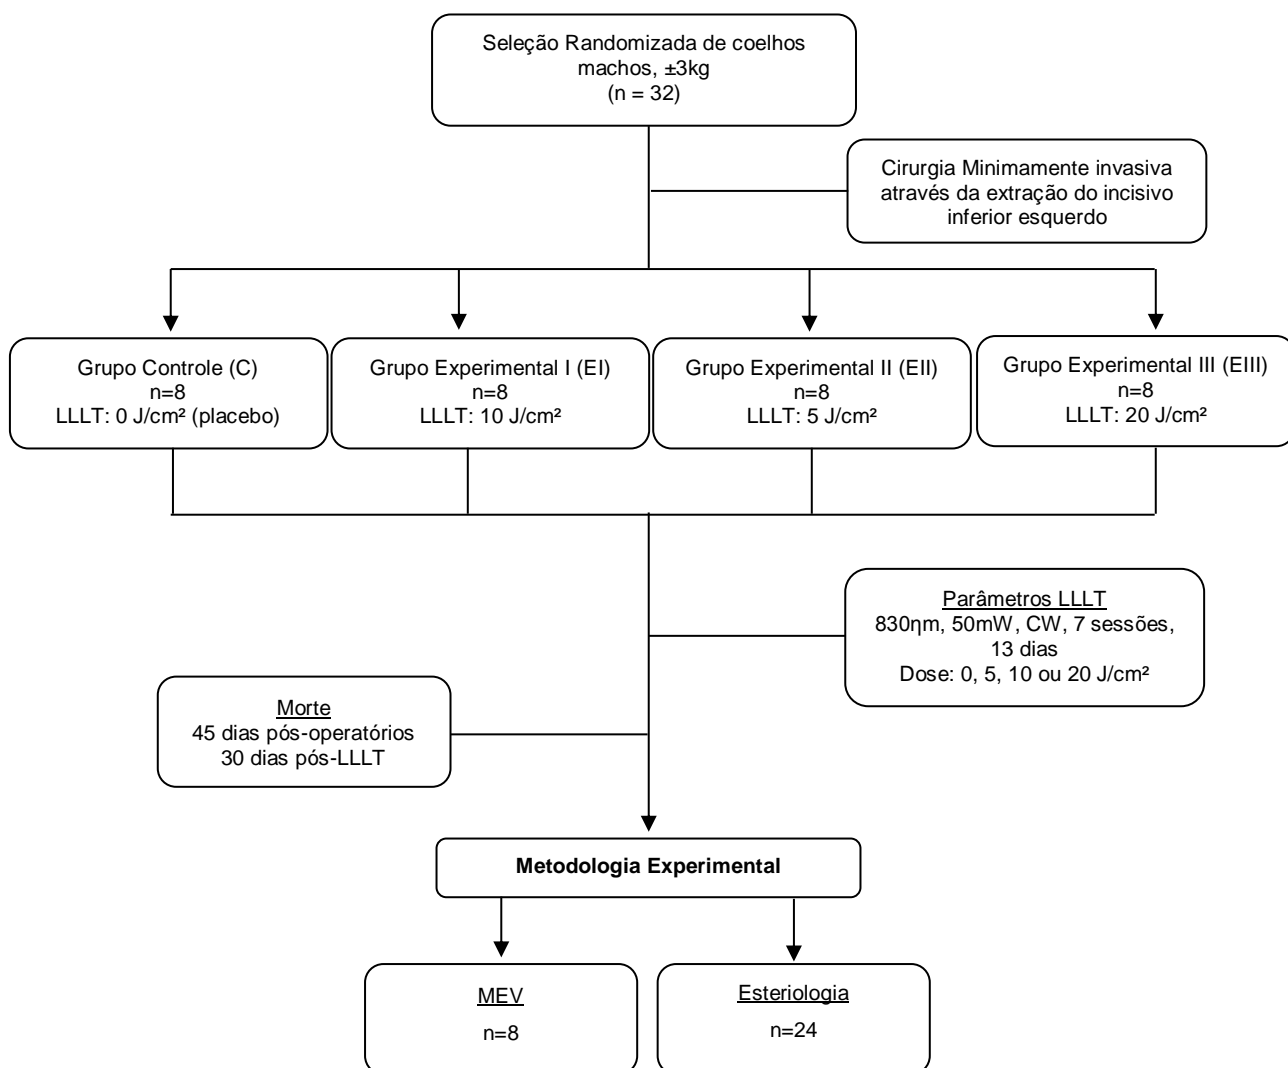 Seleção Randomizada de coelhos
machos, ±3kg
(n = 32)
Cirurgia Minimamente invasiva
através da extração do incisivo
inferior esquerdo
Grupo Controle (C)
n=8
LLLT: 0 J/cm² (placebo)
Grupo Experimental I (EI)
n=8
LLLT: 10 J/cm²
Grupo Experimental II (EII)
n=8
LLLT: 5 J/cm²
Grupo Experimental III (EIII)
n=8
LLLT: 20 J/cm²
Parâmetros LLLT
830ηm, 50mW, CW, 7 sessões,
13 dias
Dose: 0, 5, 10 ou 20 J/cm²
Morte
45 dias pós-operatórios
30 dias pós-LLLT
Metodologia Experimental
MEV
n=8
Esteriologia
n=24